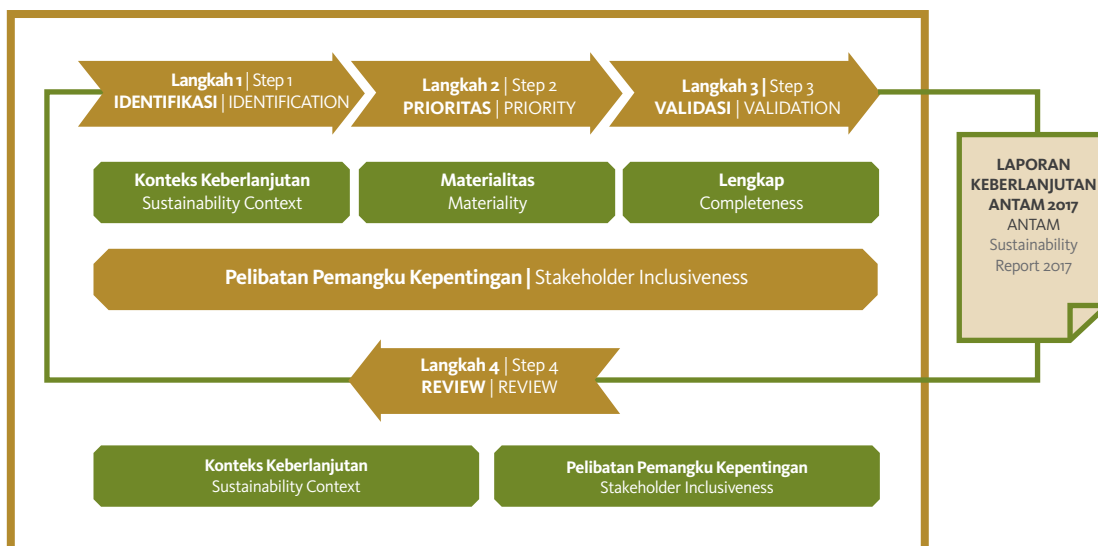 Langkah 1 | Step 1
IDENTIFIKASI | IDENTIFICATION
Langkah 2 | Step 2
PRIORITAS | PRIORITY
Langkah 3 | Step 3
VALIDASI | VALIDATION
Konteks Keberlanjutan
Sustainability Context
Materialitas
Materiality
Lengkap
Completeness
LAPORAN
KEBERLANJUTAN
ANTAM 2017
ANTAM
Sustainability
Report 2017
Pelibatan Pemangku Kepentingan | Stakeholder Inclusiveness
Langkah 4 | Step 4
REVIEW | REVIEW
Konteks Keberlanjutan
Sustainability Context
Pelibatan Pemangku Kepentingan
Stakeholder Inclusiveness